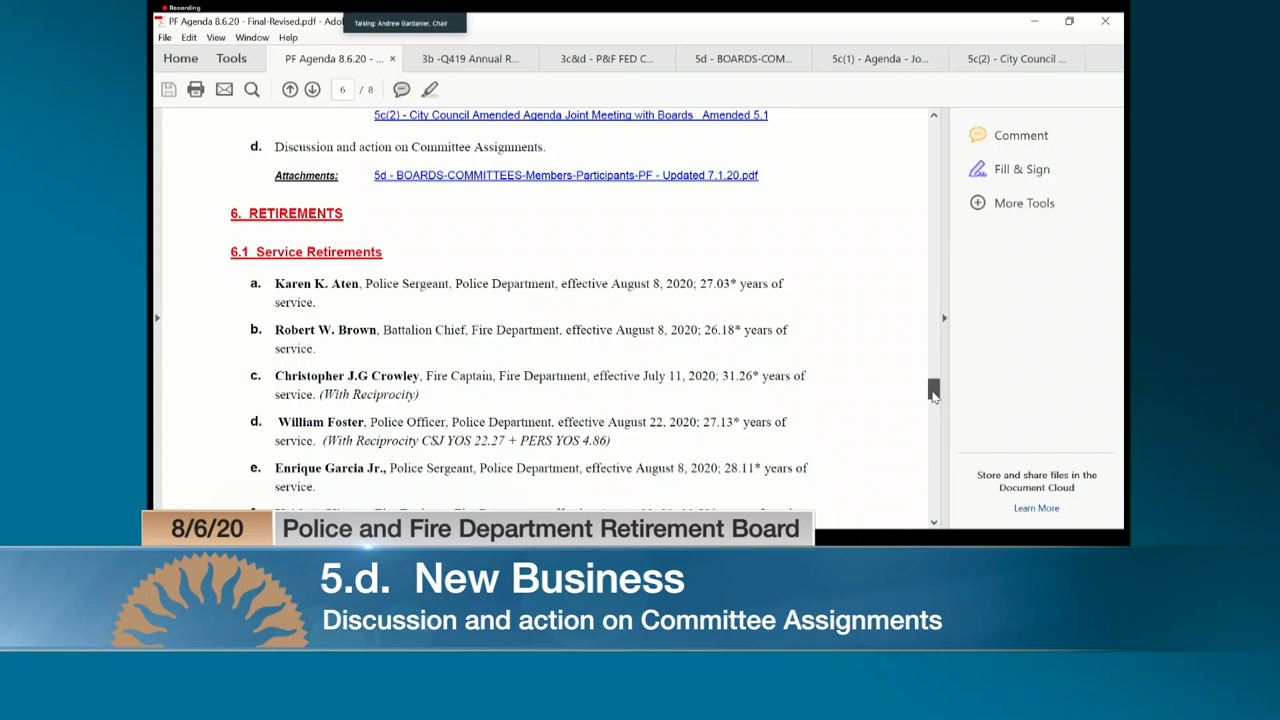 Recording
PF Agenda 8.6.20 - Final-Revised.pdf - Ado
Talking: Andrew Gardanier, Chair
File Edit View Window Help
Home Tools PF Agenda 8.6.20 - ... × 3b -Q419 Annual R... 3c&d - P&F FED C... 5d - BOARDS-COM... 5c(1) - Agenda - Jo... 5c(2) - City Council ...
6 / 8
5c(2) - City Council Amended Agenda Joint Meeting with Boards_Amended 5.1
d. Discussion and action on Committee Assignments.
Attachments: 5d - BOARDS-COMMITTEES-Members-Participants-PF - Updated 7.1.20.pdf
6. RETIREMENTS
6.1 Service Retirements
a. Karen K. Aten, Police Sergeant, Police Department, effective August 8, 2020; 27.03* years of
service.
b. Robert W. Brown, Battalion Chief, Fire Department, effective August 8, 2020; 26.18* years of
service.
c. Christopher J.G Crowley, Fire Captain, Fire Department, effective July 11, 2020; 31.26* years of
service. (With Reciprocity)
d. William Foster, Police Officer, Police Department, effective August 22, 2020; 27.13* years of
service. (With Reciprocity CSJ YOS 22.27 + PERS YOS 4.86)
e. Enrique Garcia Jr., Police Sergeant, Police Department, effective August 8, 2020; 28.11* years of
service.
Comment
Fill & Sign
More Tools
Store and share files in the
Document Cloud
Learn More
8/6/20 Police and Fire Department Retirement Board
5.d. New Business
Discussion and action on Committee Assignments